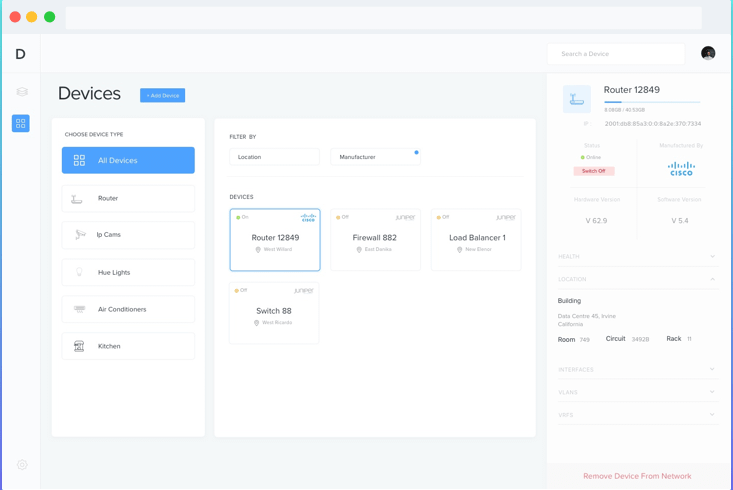 D
Search a Device
Devices
+ Add Device
CHOOSE DEVICE TYPE
All Devices
Router
Ip Cams
Hue Lights
Air Conditioners
Kitchen
FILTER BY
Location
Manufacturer
DEVICES
On
CISCO
Router 12849
West Willard
Off
JUNIPER
Firewall 882
East Danika
Off
JUNIPER
Load Balancer 1
New Elenor
Off
JUNIPER
Switch 88
West Ricardo
Router 12849
8.08GB - 40.53GB
IP
2001:db8:85a3:0:0:8a2e:370:7334
Status
Online
Switch Off
Manufactured By
CISCO
Hardware Version
V 62.9
Software Version
V 5.4
HEALTH
LOCATION
Building
Data Centre 45, Irvine
California
Room 749 Circuit 3492B Rack 11
INTERFACES
VLANS
VRFS
Remove Device From Network